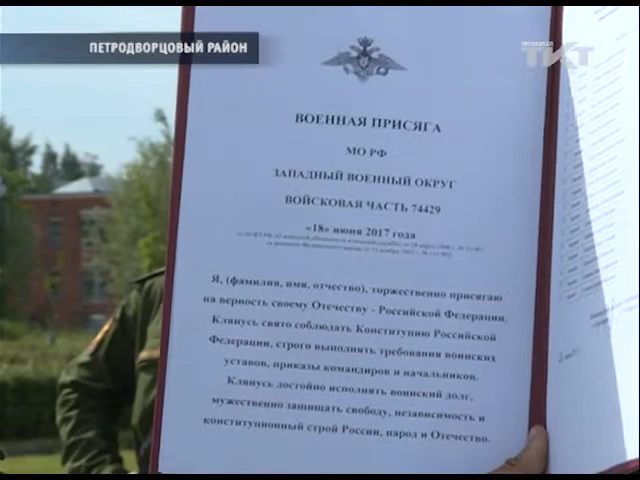 ПЕТРОДВОРЦОВЫЙ РАЙОН
ТЕЛЕКАНАЛ
ТКТ
ВОЕННАЯ ПРИСЯГА
МО РФ
ЗАПАДНЫЙ ВОЕННЫЙ ОКРУГ
ВОЙСКОВАЯ ЧАСТЬ 74429
«18» июня 2017 года
Я, (фамилия, имя, отчество), торжественно присягаю
на верность своему Отечеству - Российской Федерации.
Клянусь свято соблюдать Конституцию Российской
Федерации, строго выполнять требования воинских
уставов, приказы командиров и начальников.
Клянусь достойно исполнять воинский долг,
мужественно защищать свободу, независимость и
конституционный строй России, народ и Отечество.